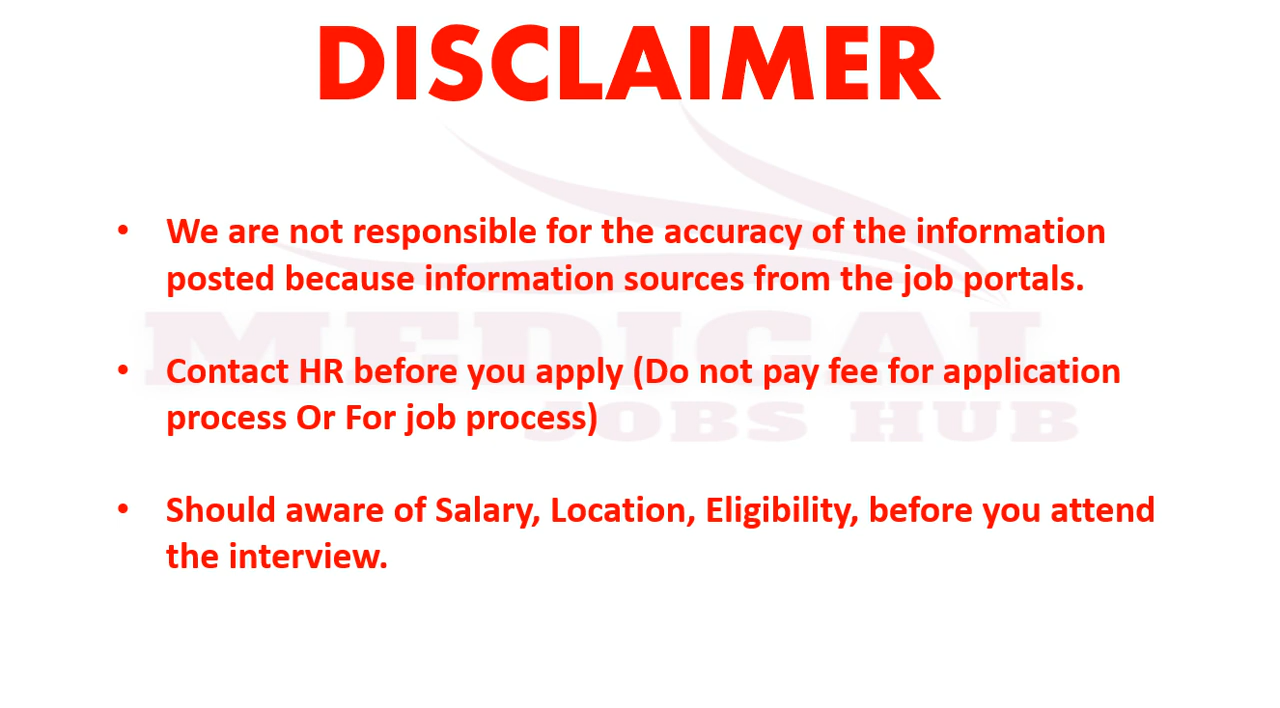 DISCLAIMER
• We are not responsible for the accuracy of the information
posted because information sources from the job portals.
• Contact HR before you apply (Do not pay fee for application
process Or For job process)
• Should aware of Salary, Location, Eligibility, before you attend
the interview.
MEDICAL
JOBS HUB